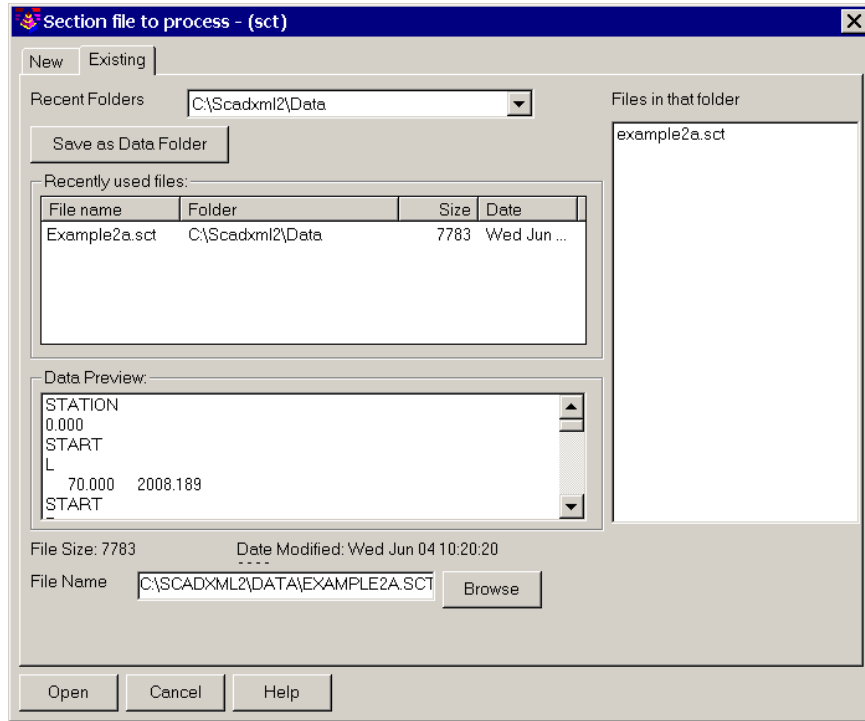 Section file to process - (sct)
New Existing
Recent Folders C:\Scadxml2\Data
Files in that folder
Save as Data Folder
example2a.sct
Recently used files:
File name Folder Size Date
Example2a.sct C:\Scadxml2\Data 7783 Wed Jun ...
Data Preview:
STATION
0.000
START
L
70.000 2008.189
START
File Size: 7783 Date Modified: Wed Jun 04 10:20:20
File Name C:\SCADXML2\DATA\EXAMPLE2A.SCT Browse
Open Cancel Help